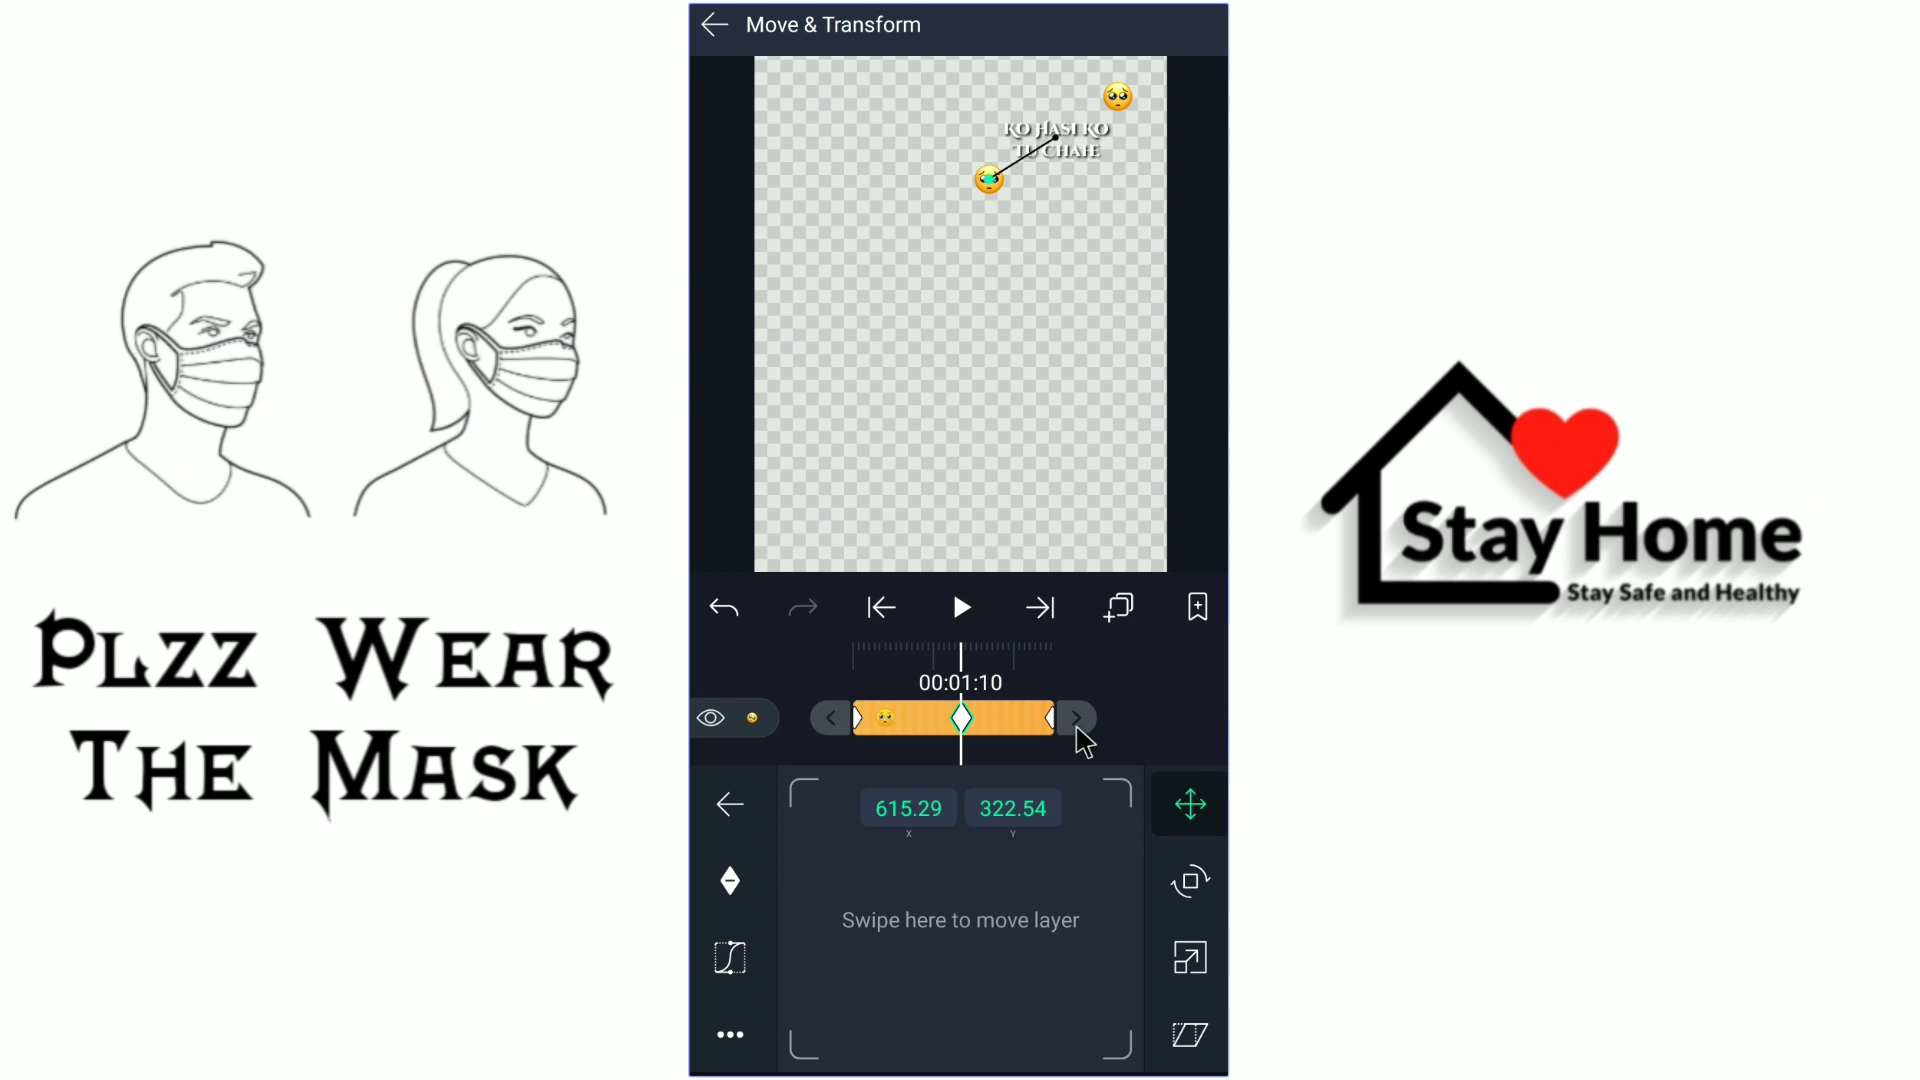 Move & Transform
KO HASI KO
TU CHAHE
00:01:10
615.29 322.54
X Y
Swipe here to move layer
PLZZ WEAR
THE MASK
Stay Home
Stay Safe and Healthy